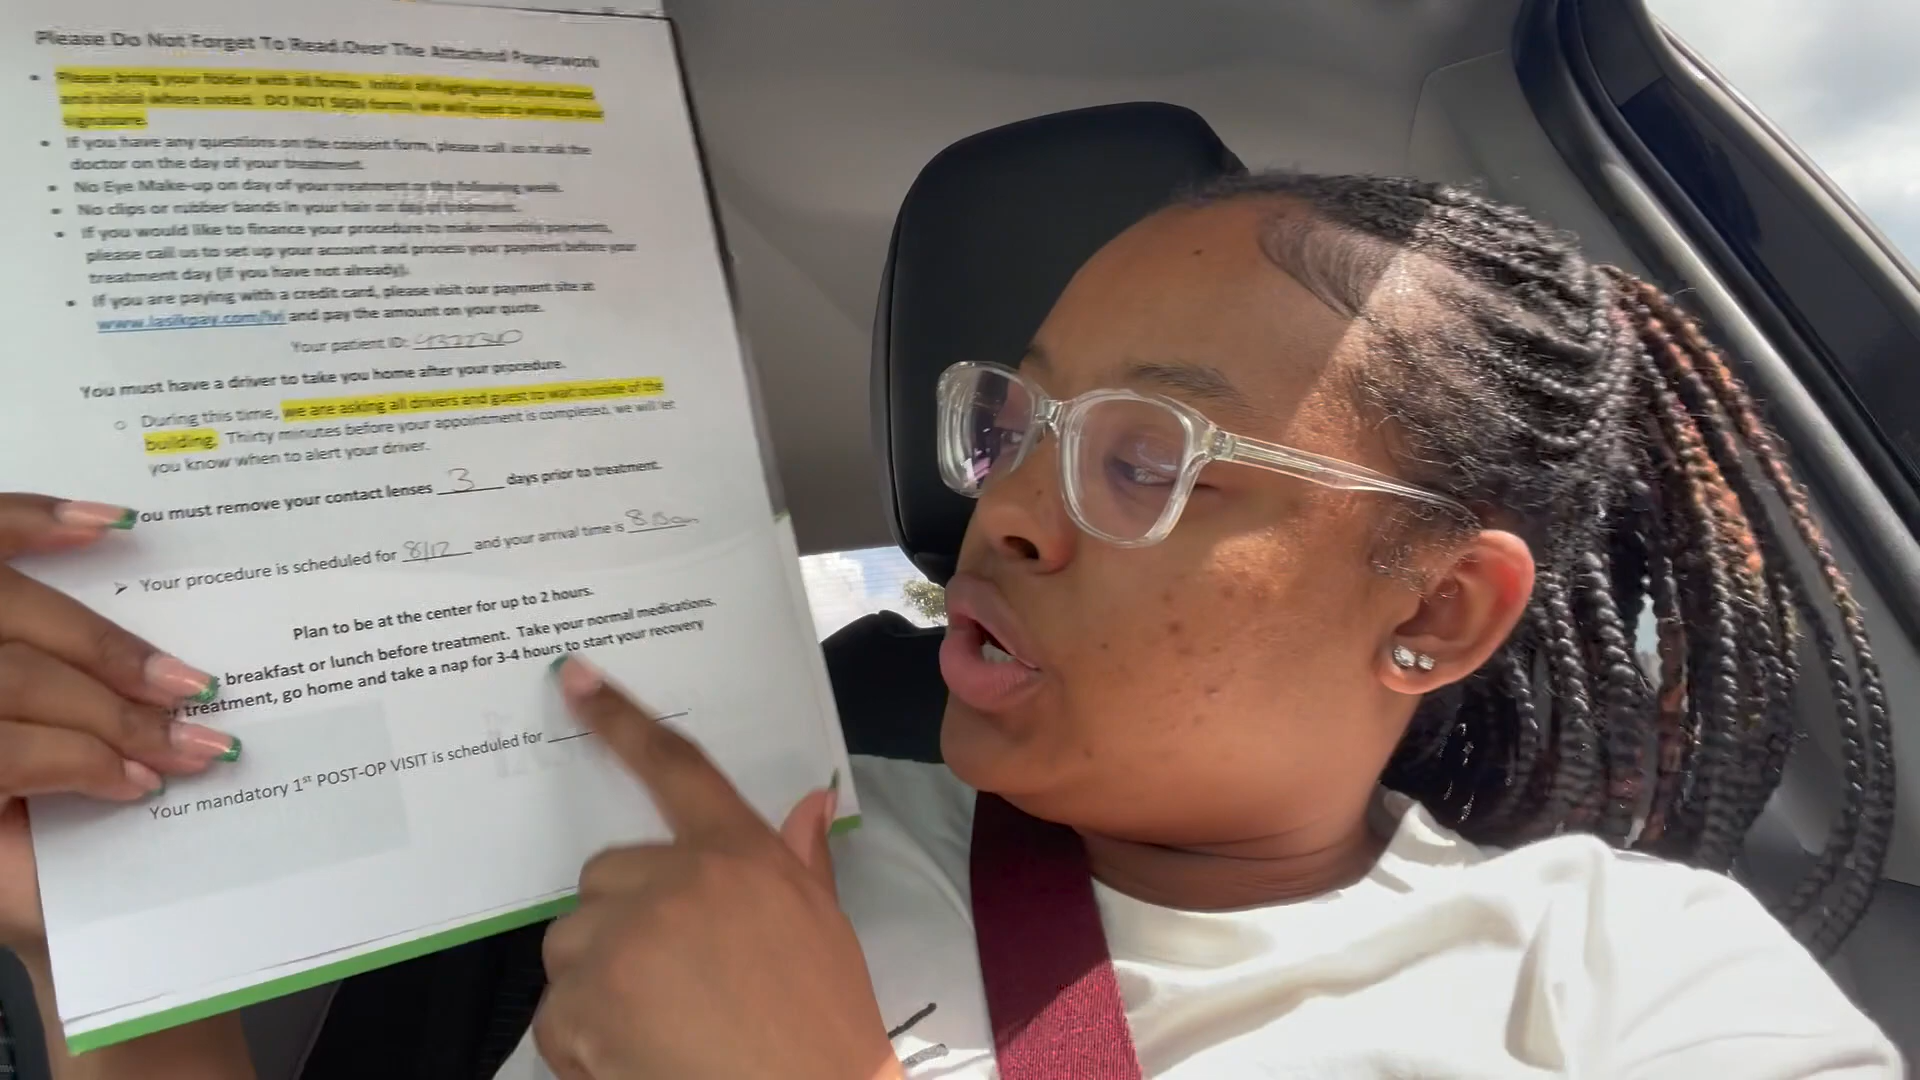 Please Do Not Forget To Read Over The Attached Paperwork
Please bring your folder with all forms. Initial all highlighted
and initial where noted. DO NOT SIGN forms, we will need to witness your
signature.
If you have any questions on the consent form, please call us or ask the
doctor on the day of your treatment.
No Eye Make-up on day of your treatment or the following week.
No clips or rubber bands in your hair on day of treatment.
If you would like to finance your procedure to make monthly payments,
please call us to set up your account and process your payment before your
treatment day (if you have not already).
If you are paying with a credit card, please visit our payment site at
www.lasikpay.com/lvi and pay the amount on your quote.
Your patient ID:
You must have a driver to take you home after your procedure.
During this time, we are asking all drivers and guest to wait outside of the
building. Thirty minutes before your appointment is completed, we will let
you know when to alert your driver.
You must remove your contact lenses 3 days prior to treatment.
Your procedure is scheduled for 8/17 and your arrival time is
Plan to be at the center for up to 2 hours.
breakfast or lunch before treatment. Take your normal medications.
treatment, go home and take a nap for 3-4 hours to start your recovery
Your mandatory 1st POST-OP VISIT is scheduled for